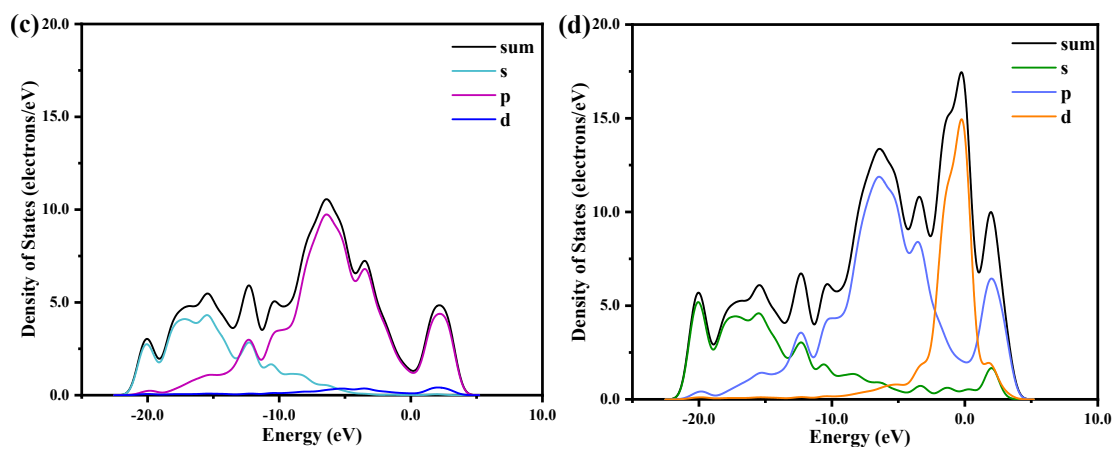 (c)
20.0
15.0
10.0
5.0
0.0
Density of States (electrons/eV)
sum
s
p
d
-20.0
-10.0
0.0
10.0
Energy (eV)
(d)
20.0
15.0
10.0
5.0
0.0
Density of States (electrons/eV)
sum
s
p
d
-20.0
-10.0
0.0
10.0
Energy (eV)